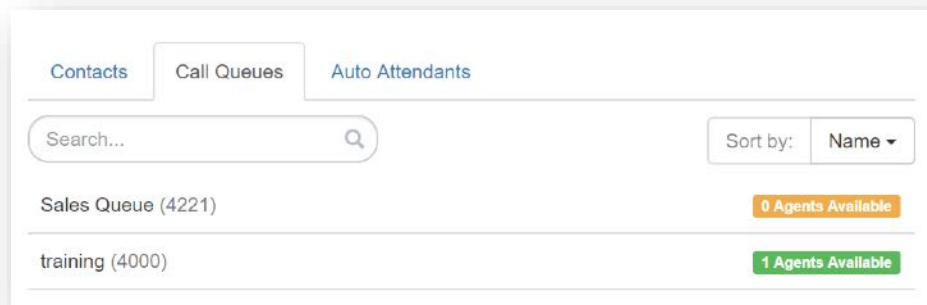 Contacts Call Queues Auto Attendants
Search... Sort by: Name
Sales Queue (4221) 0 Agents Available
training (4000) 1 Agents Available